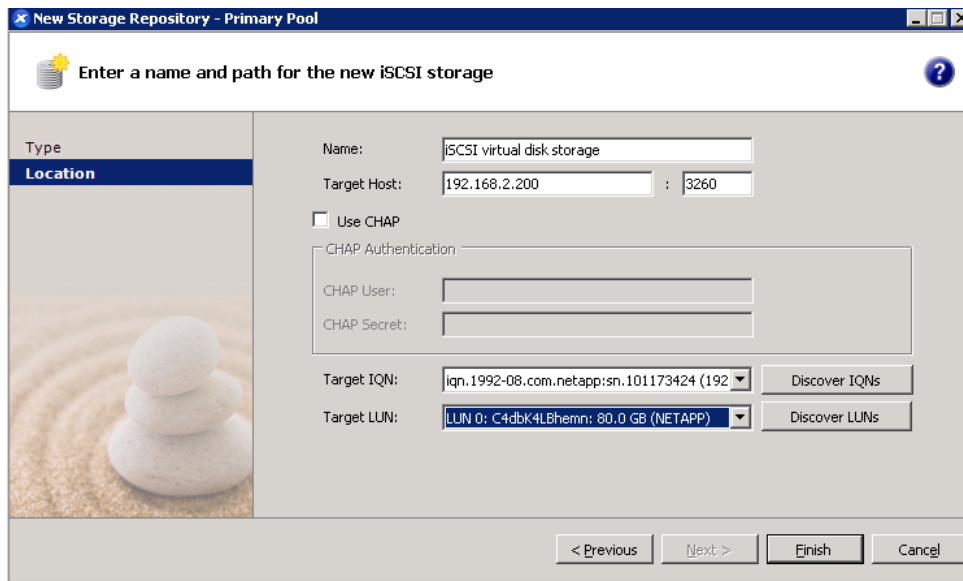 New Storage Repository - Primary Pool
Enter a name and path for the new iSCSI storage
?
Type
Location
Name: iSCSI virtual disk storage
Target Host: 192.168.2.200 : 3260
Use CHAP
CHAP Authentication
CHAP User:
CHAP Secret:
Target IQN: iqn.1992-08.com.netapp:sn.101173424 (192 Discover IQNs
Target LUN: LUN 0: C4dbK4LBhemn: 80.0 GB (NETAPP) Discover LUNs
< Previous Next > Finish Cancel